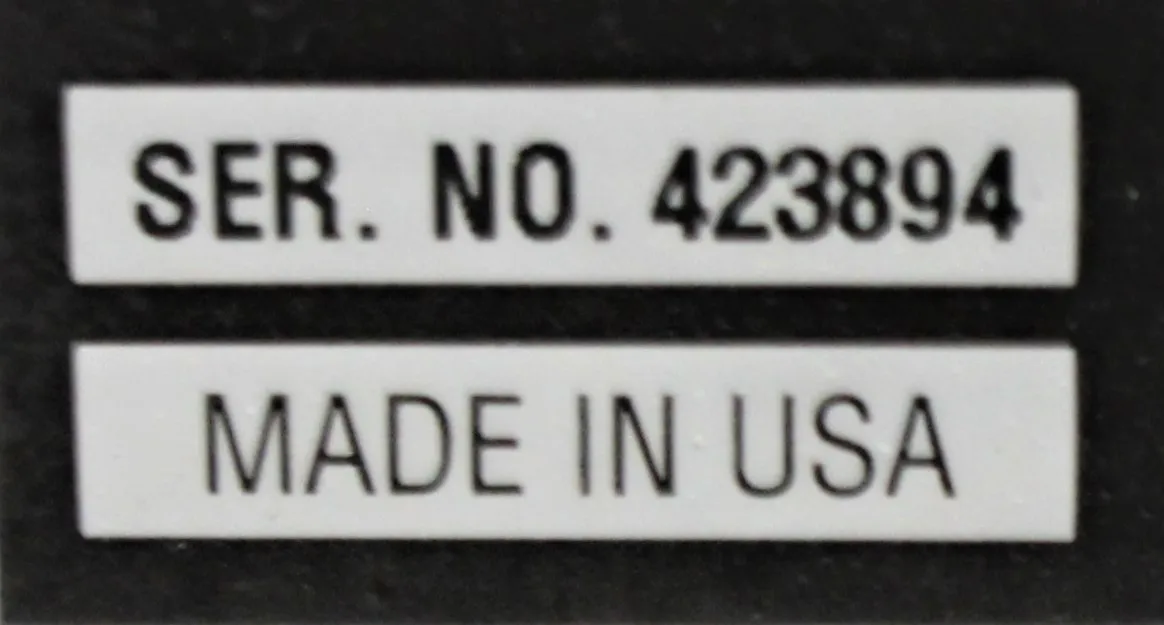 SER. NO. 423894
MADE IN USA